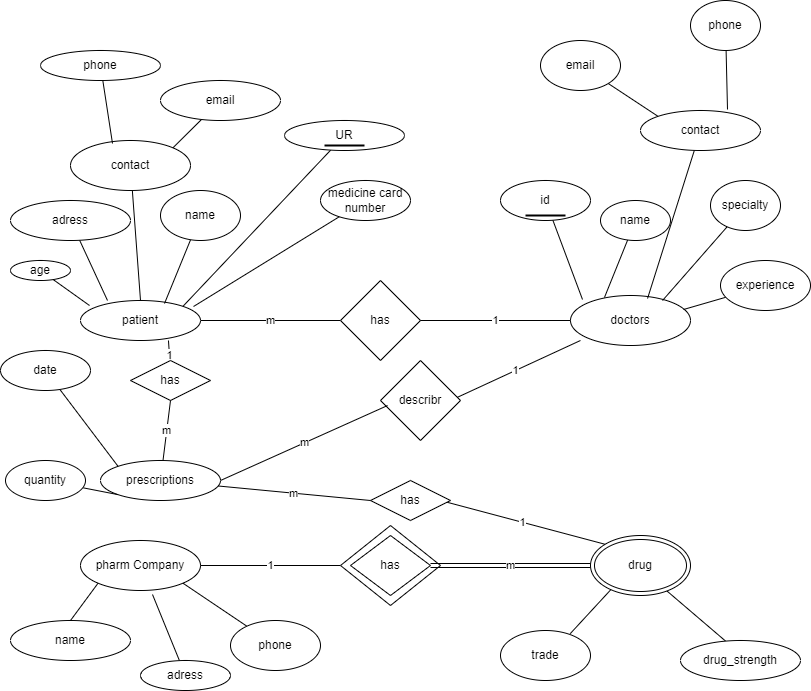 phone
phone
email
email
contact
UR
contact
medicine card
number
id
name
specialty
adress
name
age
experience
patient
m
has
1
doctors
1
has
date
describr
1
m
m
prescriptions
quantity
m
has
1
pharm Company
1
has
m
drug
name
adress
phone
trade
drug_strength